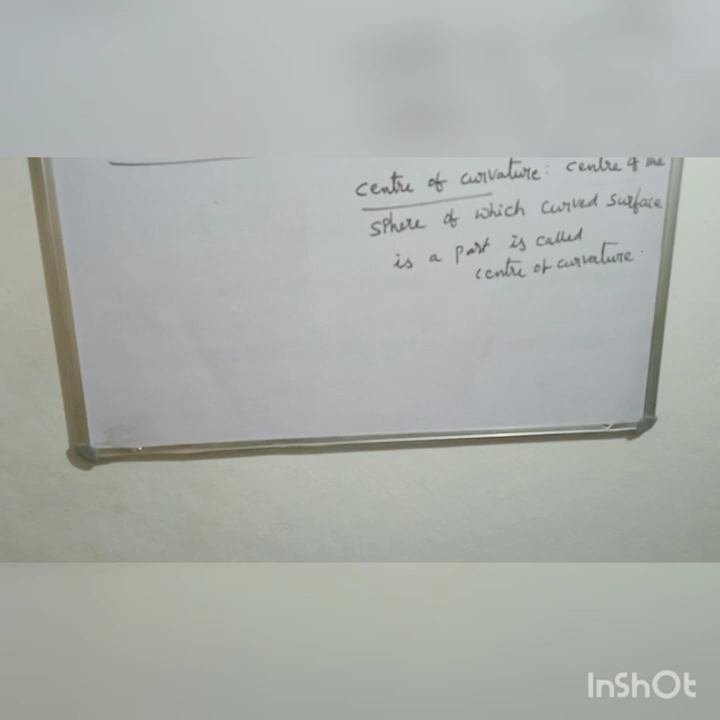 centre of curvature: centre of the
sphere of which curved surface
is a part is called
centre of curvature.
InShOt